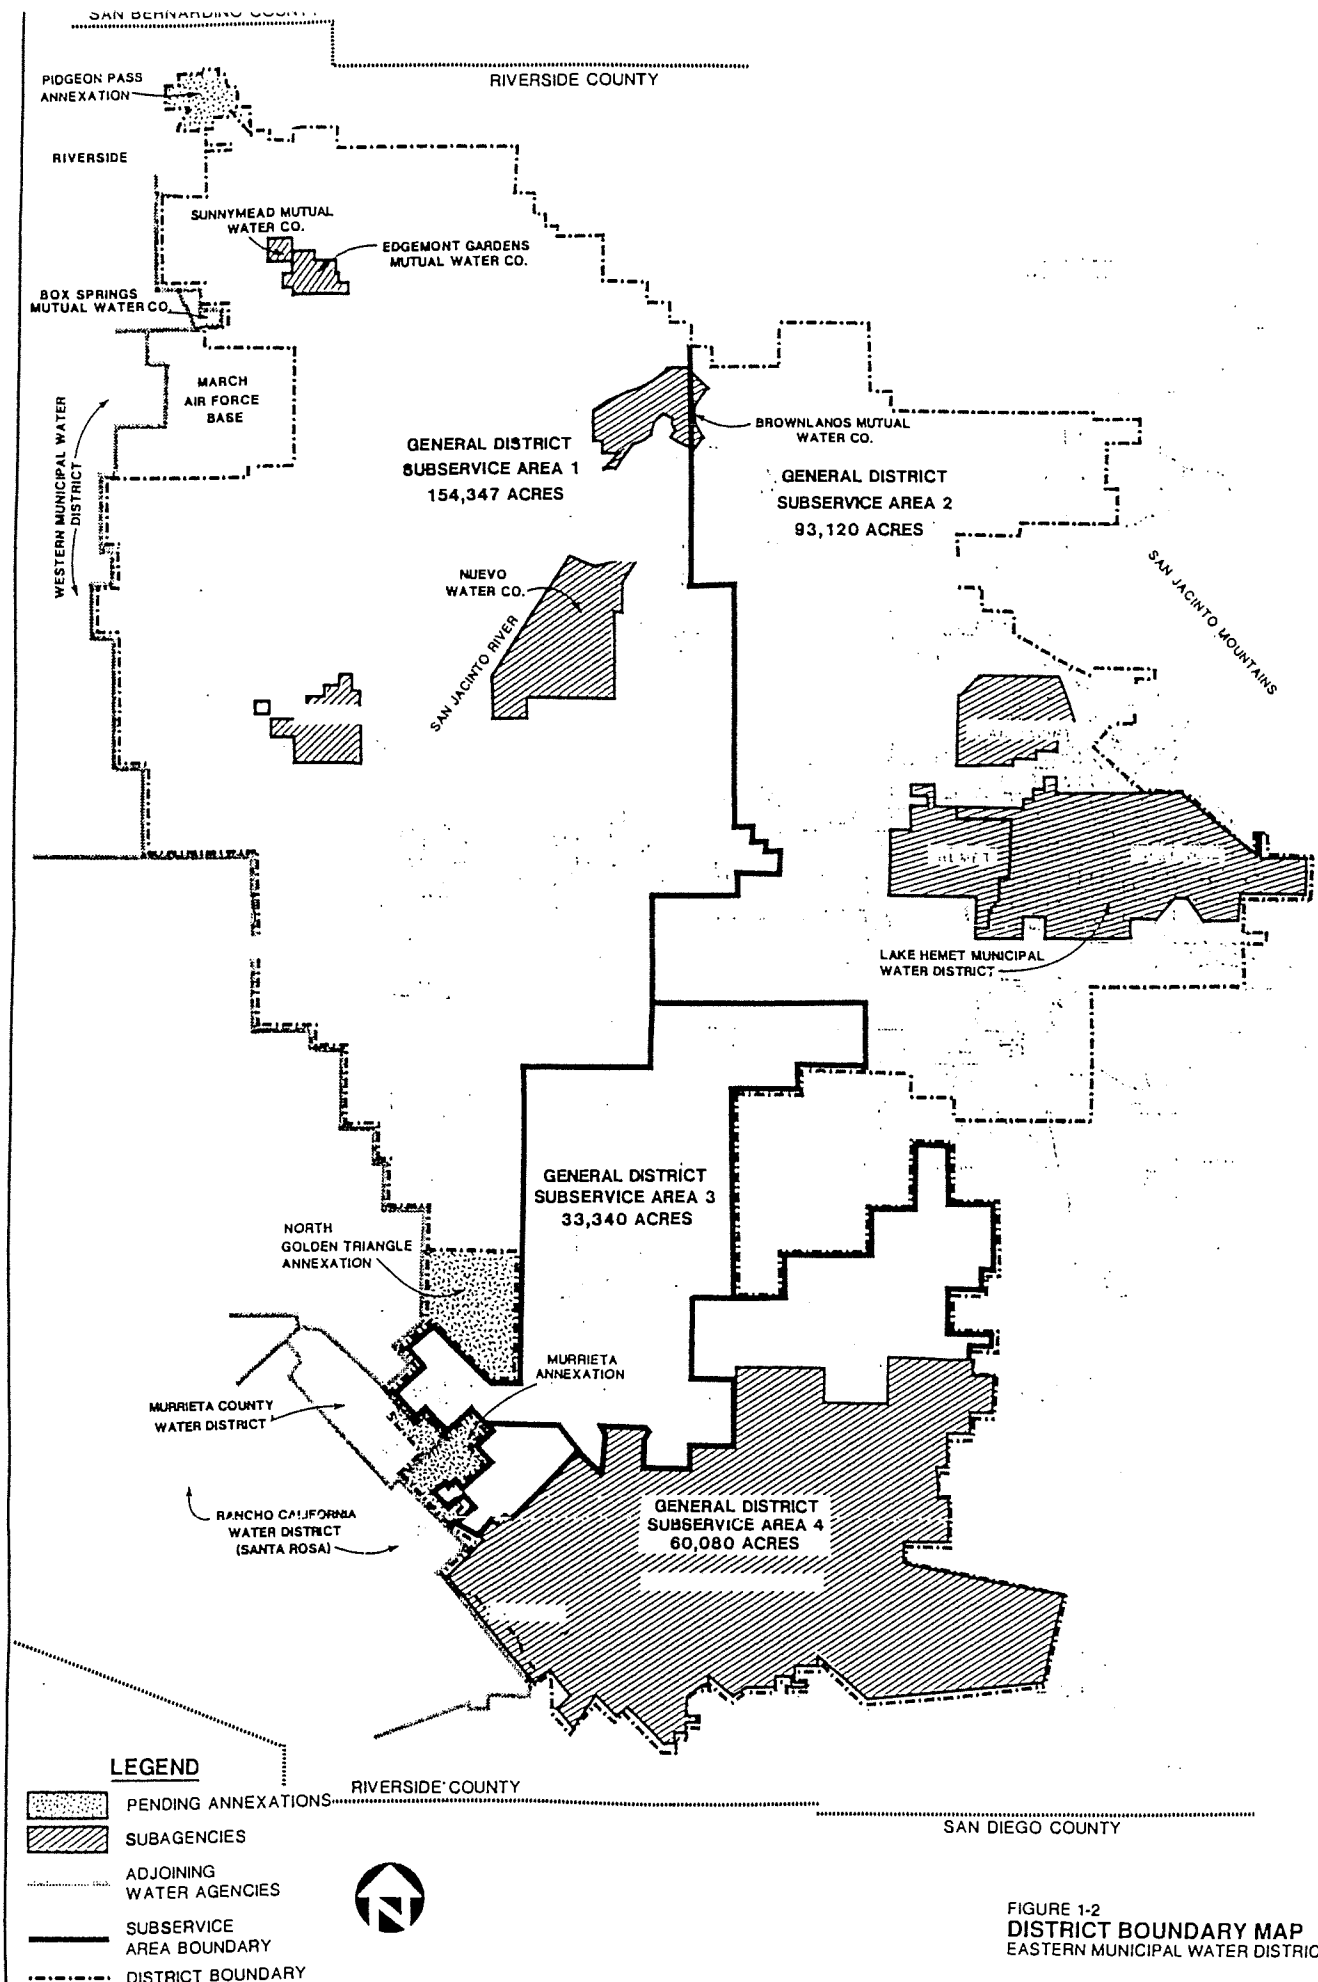 SAN BERNARDINO COUNTY
RIVERSIDE COUNTY
PIDGEON PASS
ANNEXATION
RIVERSIDE
SUNNYMEAD MUTUAL
WATER CO.
EDGEMONT GARDENS
MUTUAL WATER CO.
BOX SPRINGS
MUTUAL WATER CO.
MARCH
AIR FORCE
BASE
WESTERN MUNICIPAL WATER
DISTRICT
GENERAL DISTRICT
SUBSERVICE AREA 1
154,347 ACRES
BROWNLANDS MUTUAL
WATER CO.
GENERAL DISTRICT
SUBSERVICE AREA 2
93,120 ACRES
NUEVO
WATER CO.
SAN JACINTO RIVER
SAN JACINTO MOUNTAINS
HEMET
LAKE HEMET MUNICIPAL
WATER DISTRICT
GENERAL DISTRICT
SUBSERVICE AREA 3
33,340 ACRES
NORTH
GOLDEN TRIANGLE
ANNEXATION
MURRIETA
ANNEXATION
MURRIETA COUNTY
WATER DISTRICT
RANCHO CALIFORNIA
WATER DISTRICT
(SANTA ROSA)
GENERAL DISTRICT
SUBSERVICE AREA 4
60,080 ACRES
RIVERSIDE COUNTY
SAN DIEGO COUNTY
LEGEND
PENDING ANNEXATIONS
SUBAGENCIES
ADJOINING
WATER AGENCIES
SUBSERVICE
AREA BOUNDARY
DISTRICT BOUNDARY
N
FIGURE 1-2
DISTRICT BOUNDARY MAP
EASTERN MUNICIPAL WATER DISTRIC